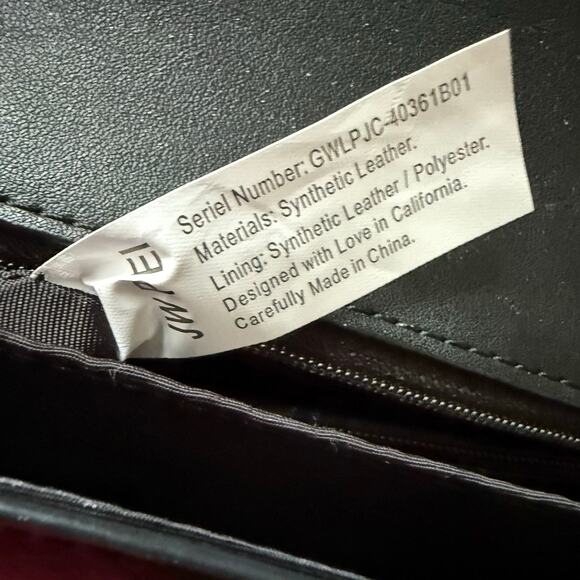 JW PEI
Seriel Number: GWLPJC-40361B01
Materials: Synthetic Leather.
Lining: Synthetic Leather / Polyester.
Designed with Love in California.
Carefully Made in China.